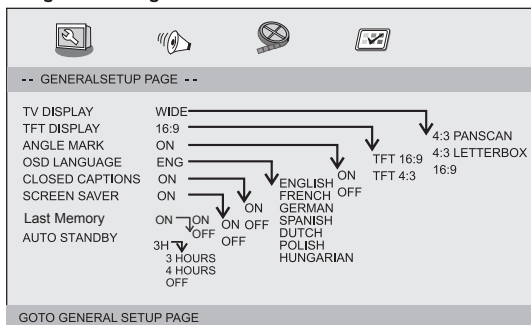 -- GENERALSETUP PAGE --
TV DISPLAY WIDE
TFT DISPLAY 16:9
ANGLE MARK ON
OSD LANGUAGE ENG
CLOSED CAPTIONS ON
SCREEN SAVER ON
Last Memory ON
AUTO STANDBY 3H
4:3 PANSCAN
4:3 LETTERBOX
16:9
TFT 16:9
TFT 4:3
ON
OFF
ENGLISH
FRENCH
GERMAN
SPANISH
DUTCH
POLISH
HUNGARIAN
ON
OFF
ON
OFF
ON
OFF
3 HOURS
4 HOURS
OFF
GOTO GENERAL SETUP PAGE